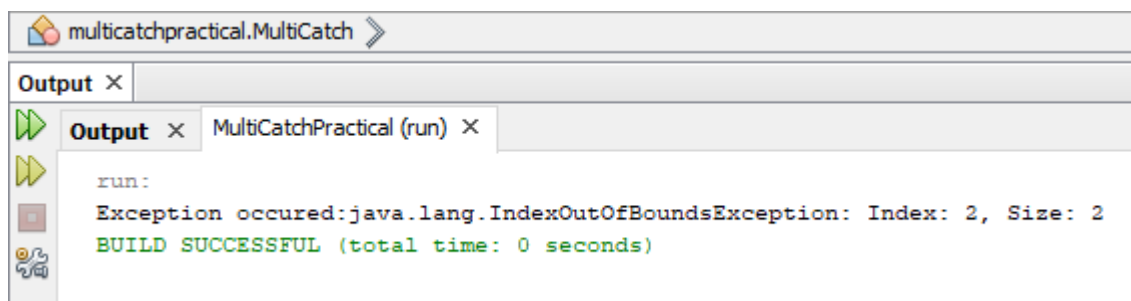 multicatchpractical.MultiCatch
Output
Output MultiCatchPractical (run)
run:
Exception occured:java.lang.IndexOutOfBoundsException: Index: 2, Size: 2
BUILD SUCCESSFUL (total time: 0 seconds)